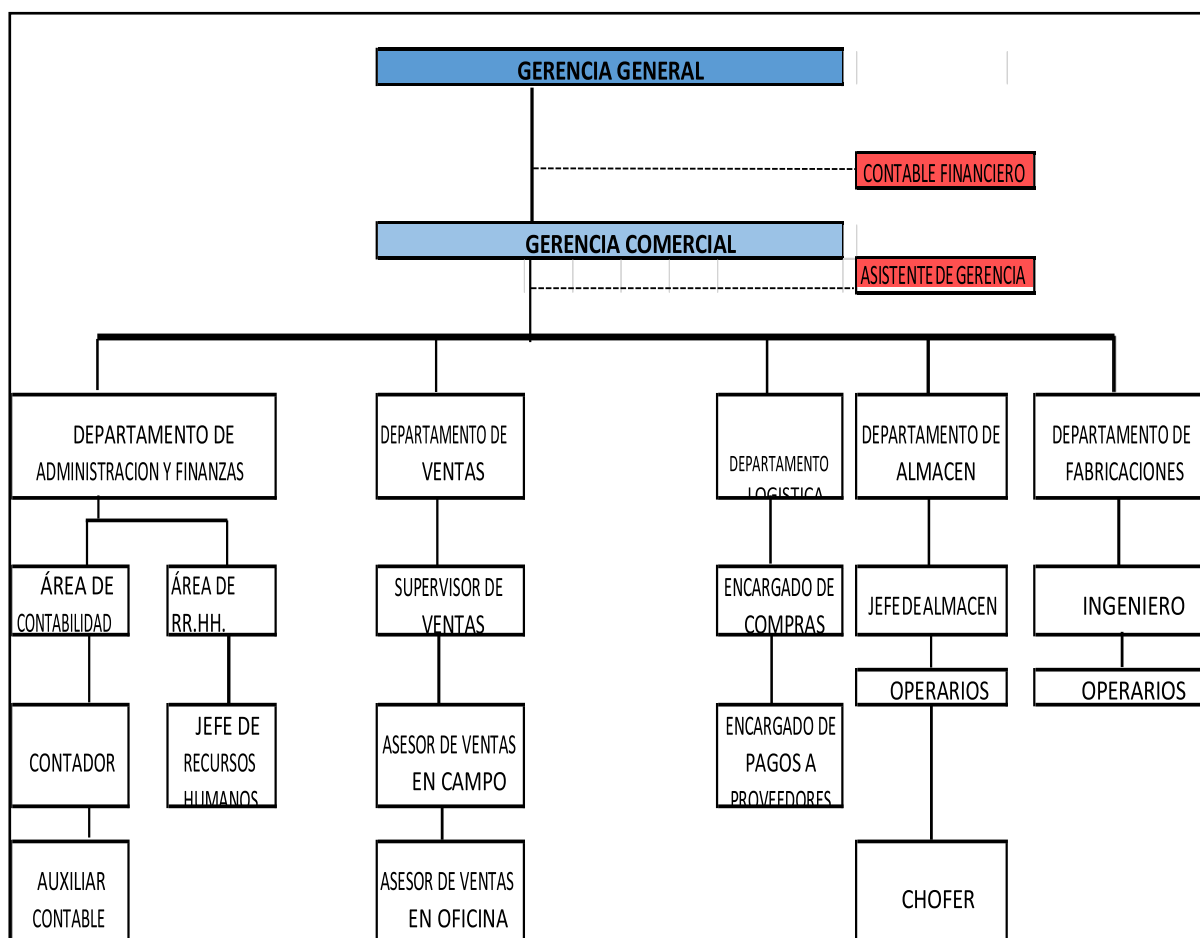 GERENCIA GENERAL
CONTABLE FINANCIERO
GERENCIA COMERCIAL
ASISTENTE DE GERENCIA
DEPARTAMENTO DE
ADMINISTRACION Y FINANZAS
DEPARTAMENTO DE
VENTAS
DEPARTAMENTO
LOGISTICA
DEPARTAMENTO DE
ALMACEN
DEPARTAMENTO DE
FABRICACIONES
ÁREA DE
CONTABILIDAD
ÁREA DE
RR.HH.
SUPERVISOR DE
VENTAS
ENCARGADO DE
COMPRAS
JEFE DE ALMACEN
INGENIERO
OPERARIOS
OPERARIOS
CONTADOR
JEFE DE
RECURSOS
HUMANOS
ASESOR DE VENTAS
EN CAMPO
ENCARGADO DE
PAGOS A
PROVEEDORES
AUXILIAR
CONTABLE
ASESOR DE VENTAS
EN OFICINA
CHOFER